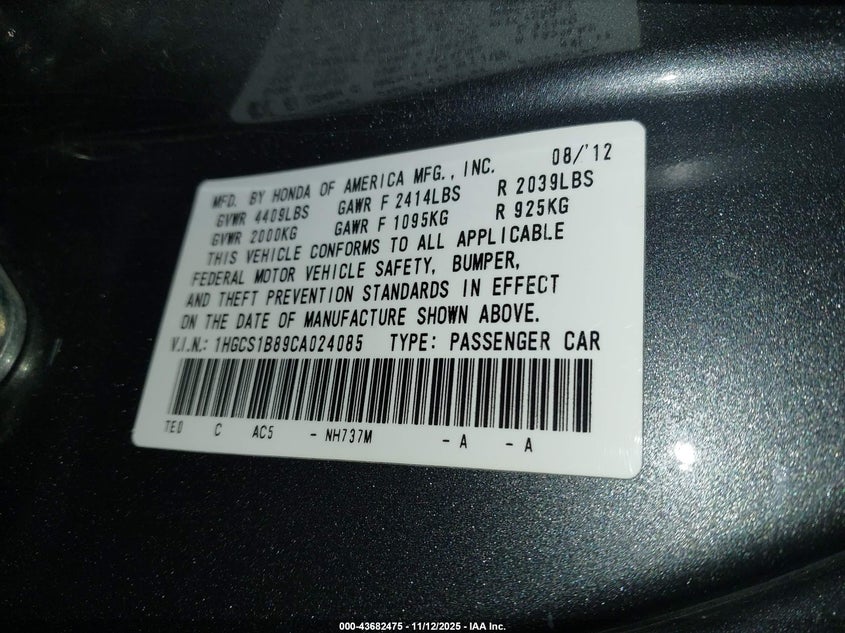 MFD. BY HONDA OF AMERICA MFG., INC. 08/'12
GVWR 4409LBS GAWR F 2414LBS R 2039LBS
GVWR 2000KG GAWR F 1095KG R 925KG
THIS VEHICLE CONFORMS TO ALL APPLICABLE
FEDERAL MOTOR VEHICLE SAFETY, BUMPER,
AND THEFT PREVENTION STANDARDS IN EFFECT
ON THE DATE OF MANUFACTURE SHOWN ABOVE.
V.I.N.: 1HGCS1B89CA024085 TYPE: PASSENGER CAR
TE0 C AC5 - NH737M - A - A
000-43682475 - 11/12/2025 - IAA Inc.